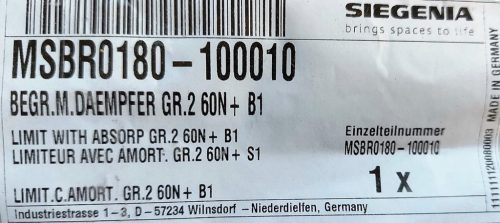 SIEGENIA
brings spaces to life
MSBR0180-100010
BEGR.M.DAEMPFER GR.2 60N+ B1
LIMIT WITH ABSORP GR.2 60N+ B1
LIMITEUR AVEC AMORT. GR.2 60N+ S1
LIMIT.C.AMORT. GR.2 60N+ B1
Einzelteilnummer
MSBR0180-100010
1 x
Industriestrasse 1-3, D-57234 Wilnsdorf - Niederdielfen, Germany
MADE IN GERMANY